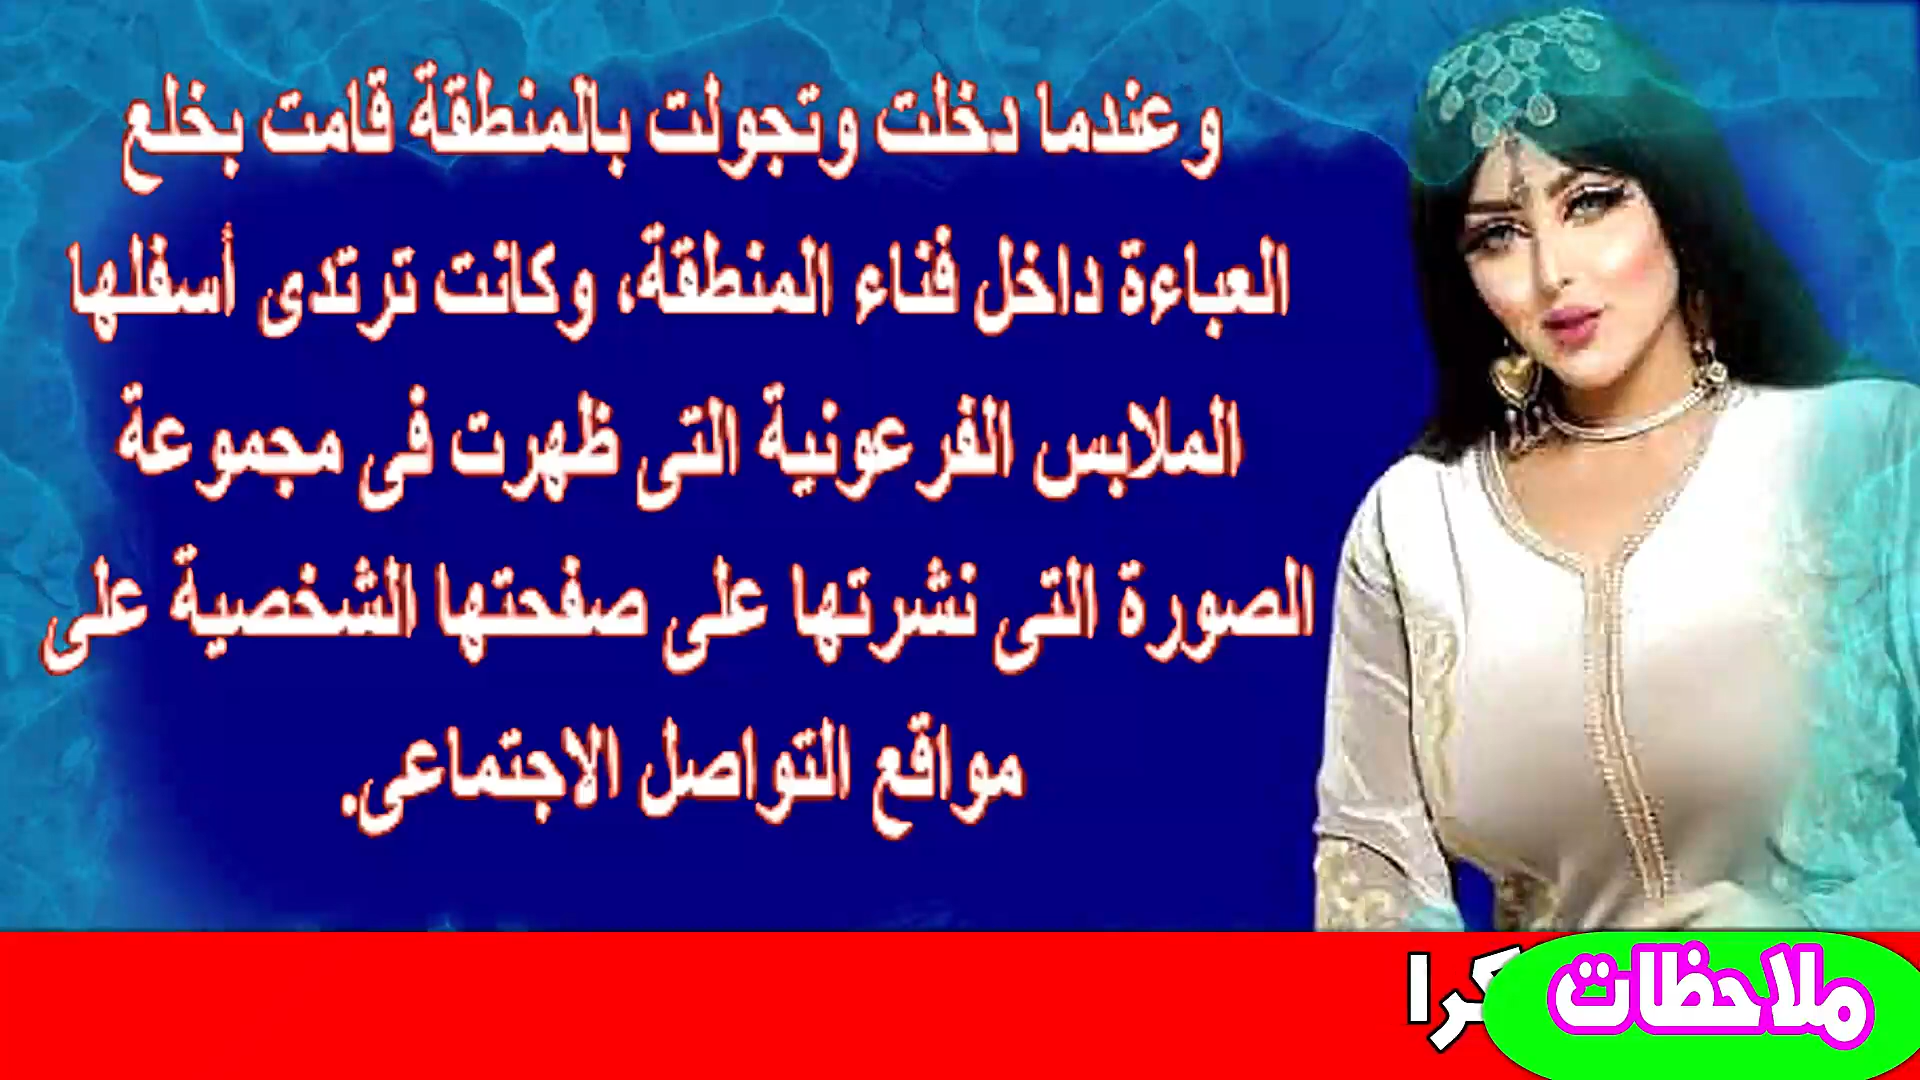 وعندما دخلت وتجولت بالمنطقة قامت بخلع
العباءة داخل فناء المنطقة، وكانت ترتدى أسفلها
الملابس الفرعونية التى ظهرت فى مجموعة
الصورة التى نشرتها على صفحتها الشخصية على
مواقع التواصل الاجتماعى.
ملاحظات